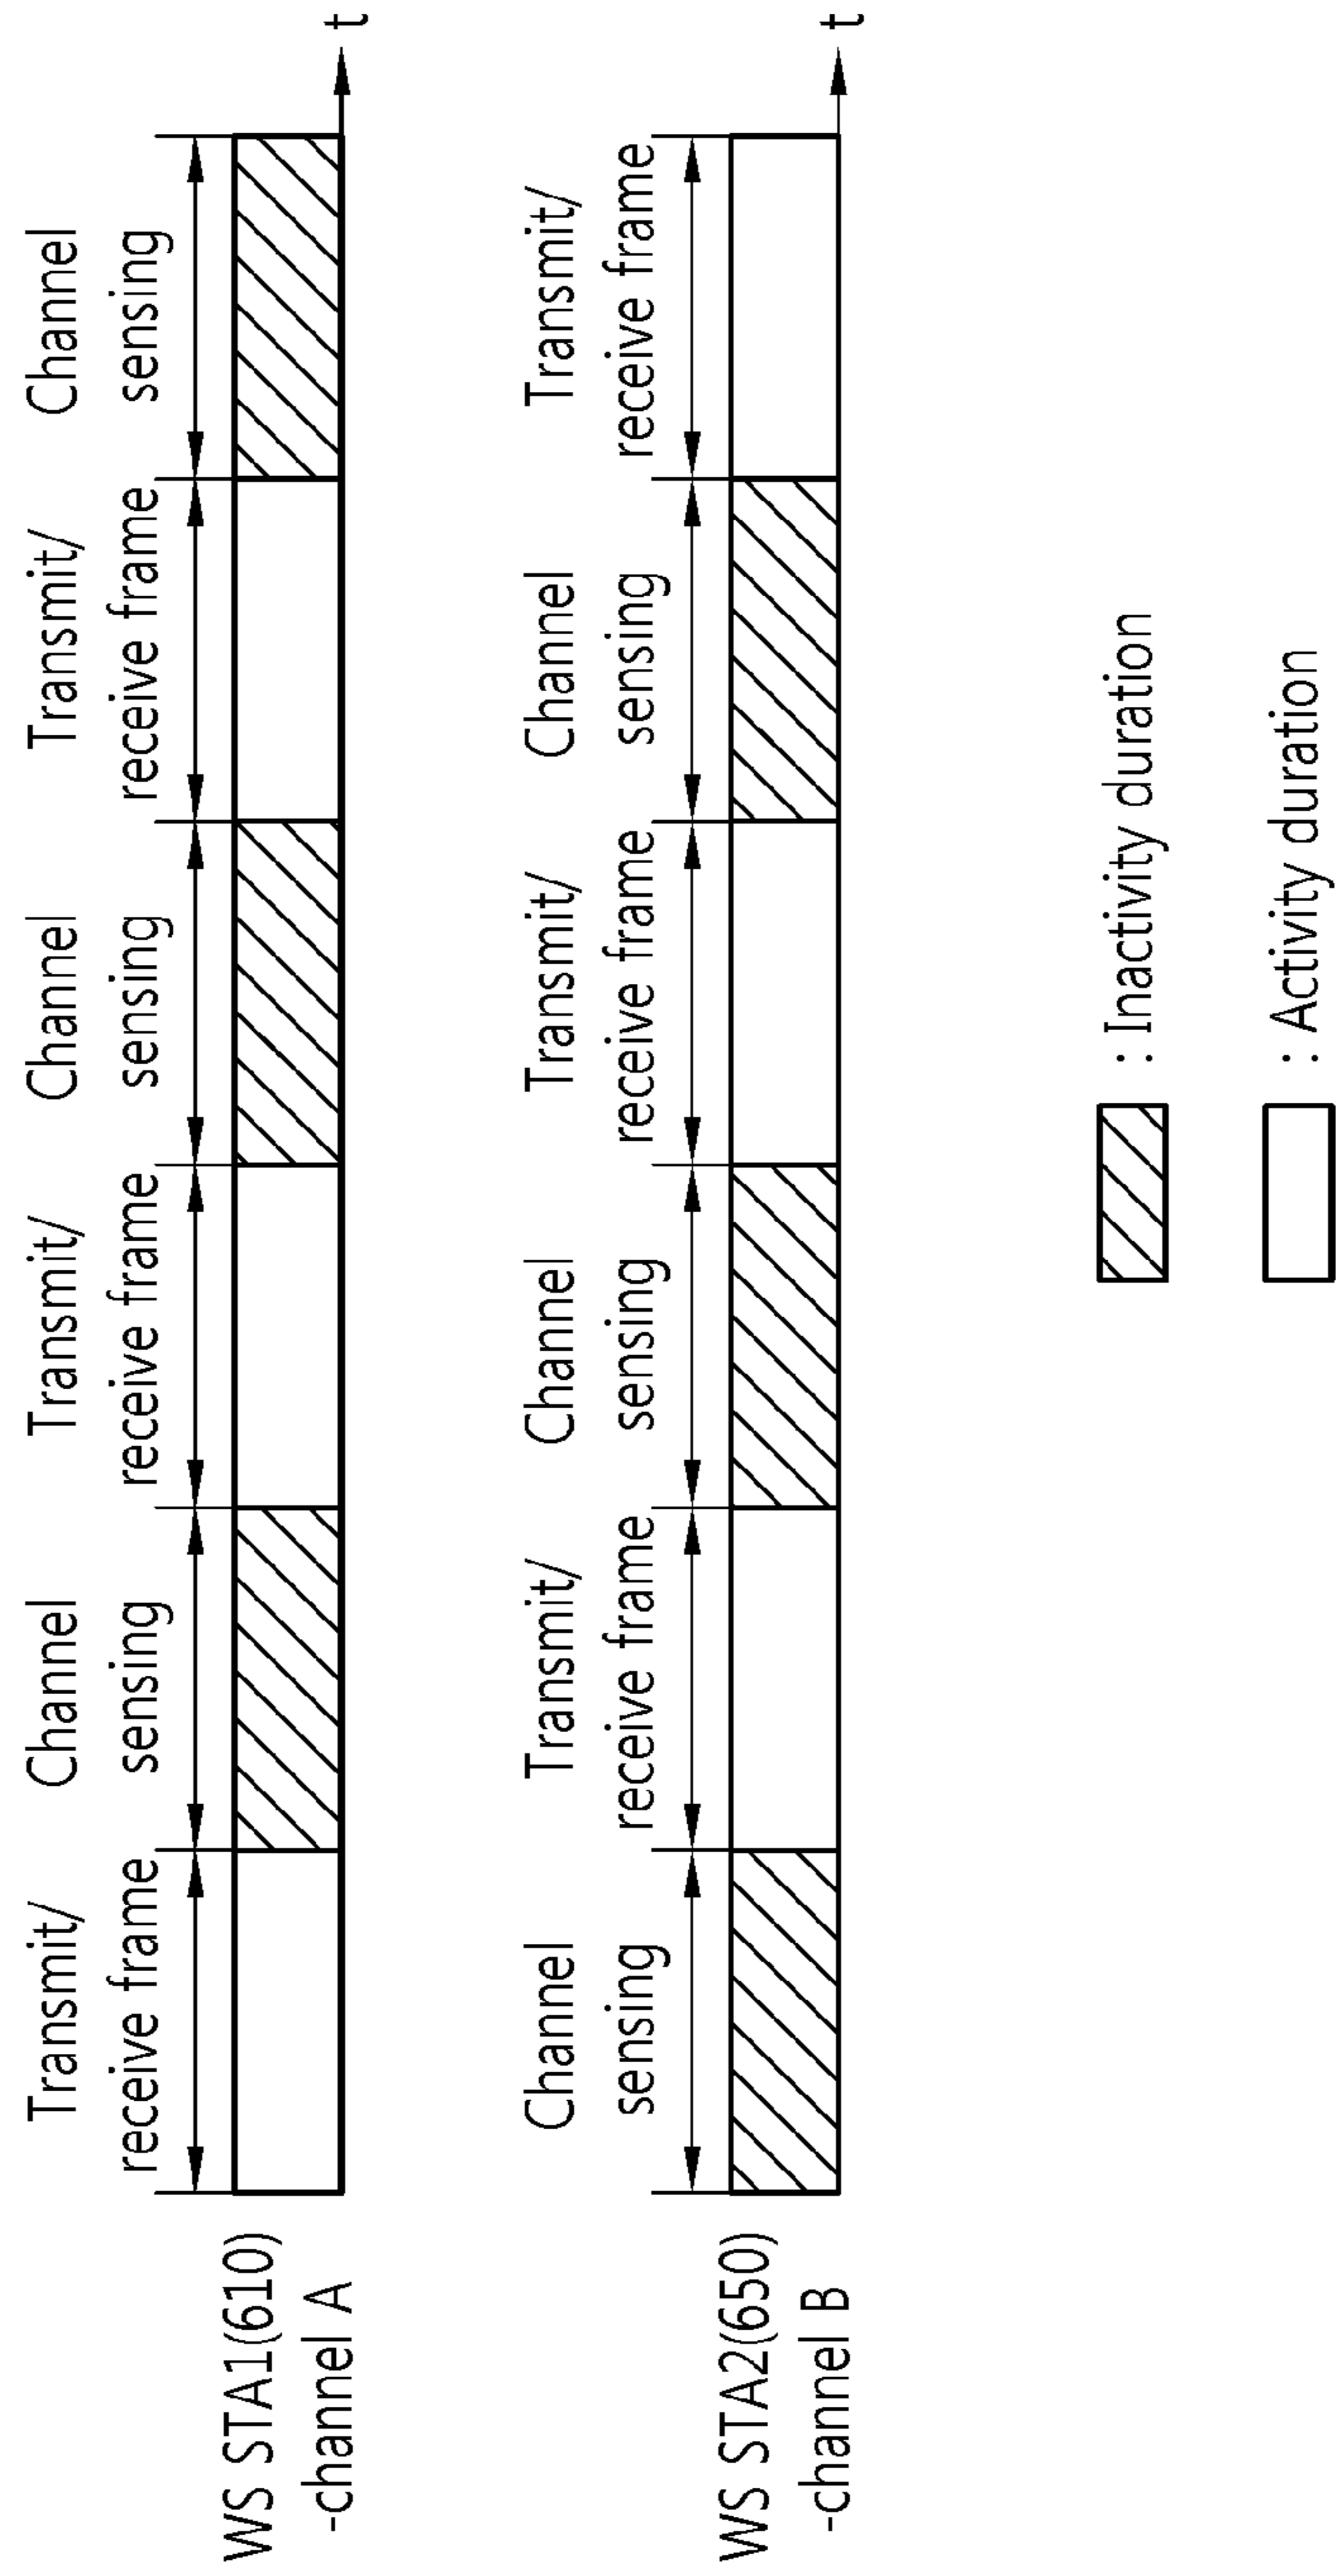 Transmit/
receive frame
Channel
sensing
Transmit/
receive frame
Channel
sensing
Transmit/
receive frame
Channel
sensing
WS STA1(610)
-channel A
t
Channel
sensing
Transmit/
receive frame
Channel
sensing
Transmit/
receive frame
Channel
sensing
Transmit/
receive frame
WS STA2(650)
-channel B
t
: Inactivity duration
: Activity duration